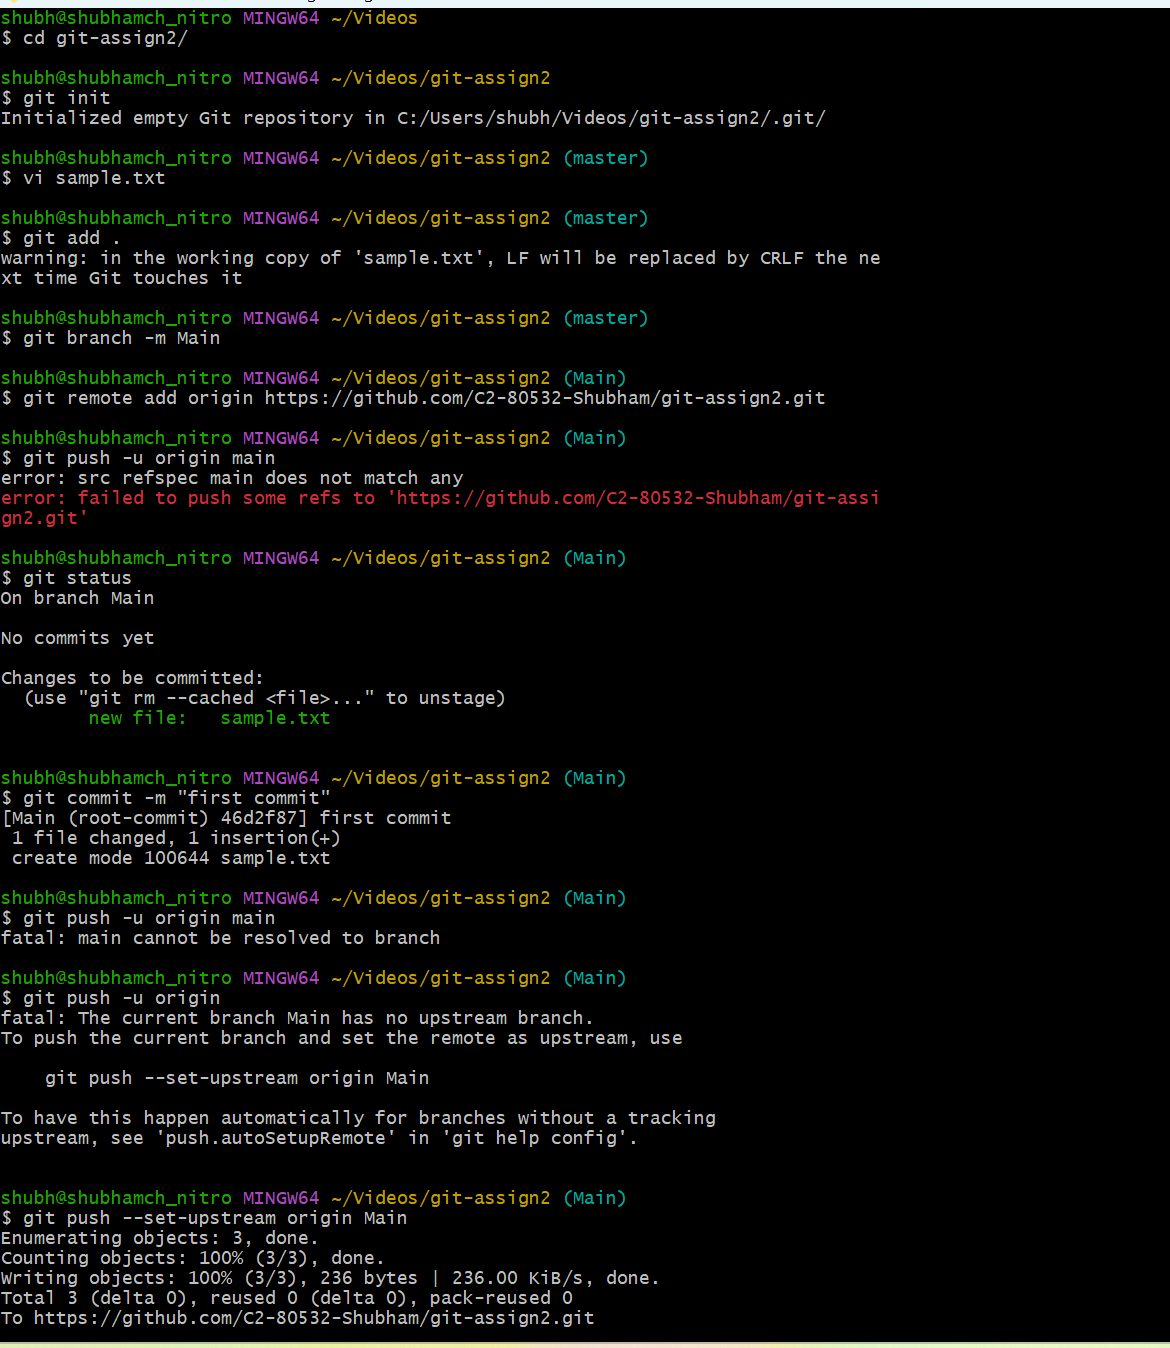 shubh@shubhamch_nitro MINGW64 ~/Videos
$ cd git-assign2/
shubh@shubhamch_nitro MINGW64 ~/Videos/git-assign2
$ git init
Initialized empty Git repository in C:/Users/shubh/Videos/git-assign2/.git/
shubh@shubhamch_nitro MINGW64 ~/Videos/git-assign2 (master)
$ vi sample.txt
shubh@shubhamch_nitro MINGW64 ~/Videos/git-assign2 (master)
$ git add .
warning: in the working copy of 'sample.txt', LF will be replaced by CRLF the ne
xt time Git touches it
shubh@shubhamch_nitro MINGW64 ~/Videos/git-assign2 (master)
$ git branch -m Main
shubh@shubhamch_nitro MINGW64 ~/Videos/git-assign2 (Main)
$ git remote add origin https://github.com/C2-80532-Shubham/git-assign2.git
shubh@shubhamch_nitro MINGW64 ~/Videos/git-assign2 (Main)
$ git push -u origin main
error: src refspec main does not match any
error: failed to push some refs to 'https://github.com/C2-80532-Shubham/git-assi
gn2.git'
shubh@shubhamch_nitro MINGW64 ~/Videos/git-assign2 (Main)
$ git status
On branch Main
No commits yet
Changes to be committed:
  (use "git rm --cached <file>..." to unstage)
        new file:   sample.txt
shubh@shubhamch_nitro MINGW64 ~/Videos/git-assign2 (Main)
$ git commit -m "first commit"
[Main (root-commit) 46d2f87] first commit
 1 file changed, 1 insertion(+)
 create mode 100644 sample.txt
shubh@shubhamch_nitro MINGW64 ~/Videos/git-assign2 (Main)
$ git push -u origin main
fatal: main cannot be resolved to branch
shubh@shubhamch_nitro MINGW64 ~/Videos/git-assign2 (Main)
$ git push -u origin
fatal: The current branch Main has no upstream branch.
To push the current branch and set the remote as upstream, use
    git push --set-upstream origin Main
To have this happen automatically for branches without a tracking
upstream, see 'push.autoSetupRemote' in 'git help config'.
shubh@shubhamch_nitro MINGW64 ~/Videos/git-assign2 (Main)
$ git push --set-upstream origin Main
Enumerating objects: 3, done.
Counting objects: 100% (3/3), done.
Writing objects: 100% (3/3), 236 bytes | 236.00 KiB/s, done.
Total 3 (delta 0), reused 0 (delta 0), pack-reused 0
To https://github.com/C2-80532-Shubham/git-assign2.git